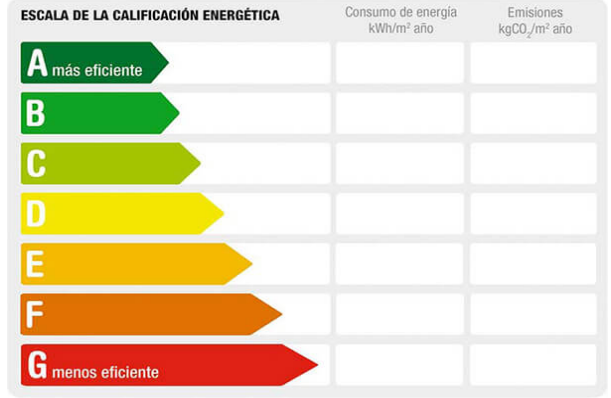 ESCALA DE LA CALIFICACIÓN ENERGÉTICA
Consumo de energía
kWh/m² año
Emisiones
kgCO₂/m² año
A más eficiente
B
C
D
E
F
G menos eficiente